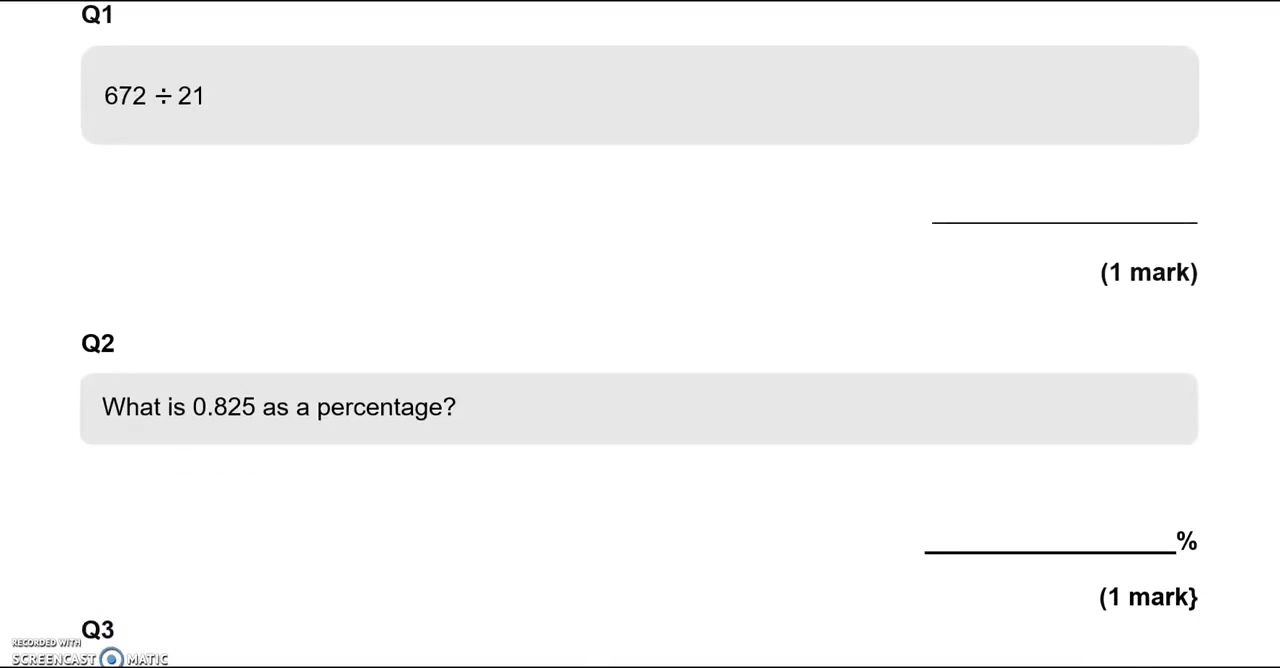 Q1
672 ÷ 21
(1 mark)
Q2
What is 0.825 as a percentage?
%
(1 mark}
Q3
RECORDED WITH
SCREENCAST MATIC